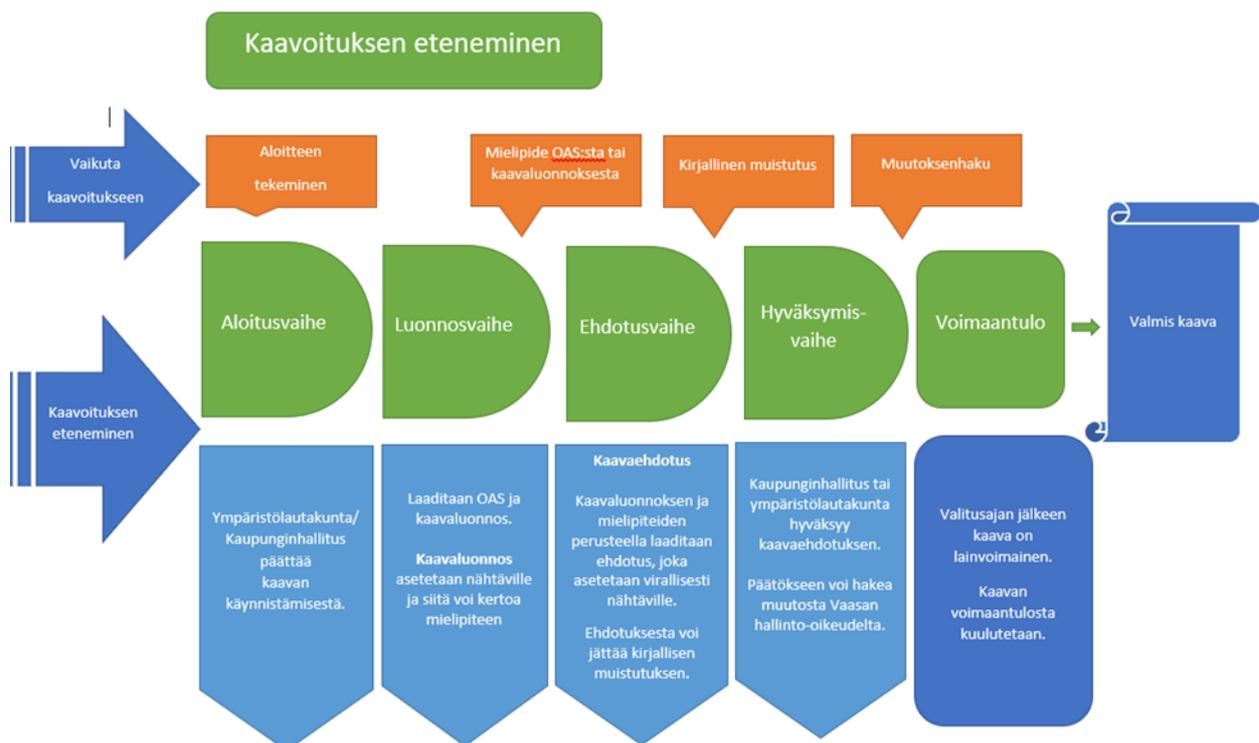 Kaavoituksen eteneminen
Vaikuta
kaavoitukseen
Aloitteen
tekeminen
Mielipide OAS:sta tai
kaavaluonnoksesta
Kirjallinen muistutus
Muutoksenhaku
Aloitusvaihe
Luonnosvaihe
Ehdotusvaihe
Hyväksymis-
vaihe
Voimaantulo
Valmis kaava
Kaavoituksen
eteneminen
Ympäristölautakunta/
Kaupunginhallitus
päättää
kaavan
käynnistämisestä.
Laaditaan OAS ja
kaavaluonnos.
Kaavaluonnos
asetetaan nähtäville
ja siitä voi kertoa
mielipiteen
Kaavaehdotus
Kaavaluonnoksen ja
mielipiteiden
perusteella laaditaan
ehdotus, joka
asetetaan virallisesti
nähtäville.
Ehdotuksesta voi
jättää kirjallisen
muistutuksen.
Kaupunginhallitus tai
ympäristölautakunta
hyväksyy
kaavaehdotuksen.
Päätökseen voi hakea
muutosta Vaasan
hallinto-oikeudelta.
Valitusajan jälkeen
kaava on
lainvoimainen.
Kaavan
voimaantulosta
kuulutetaan.